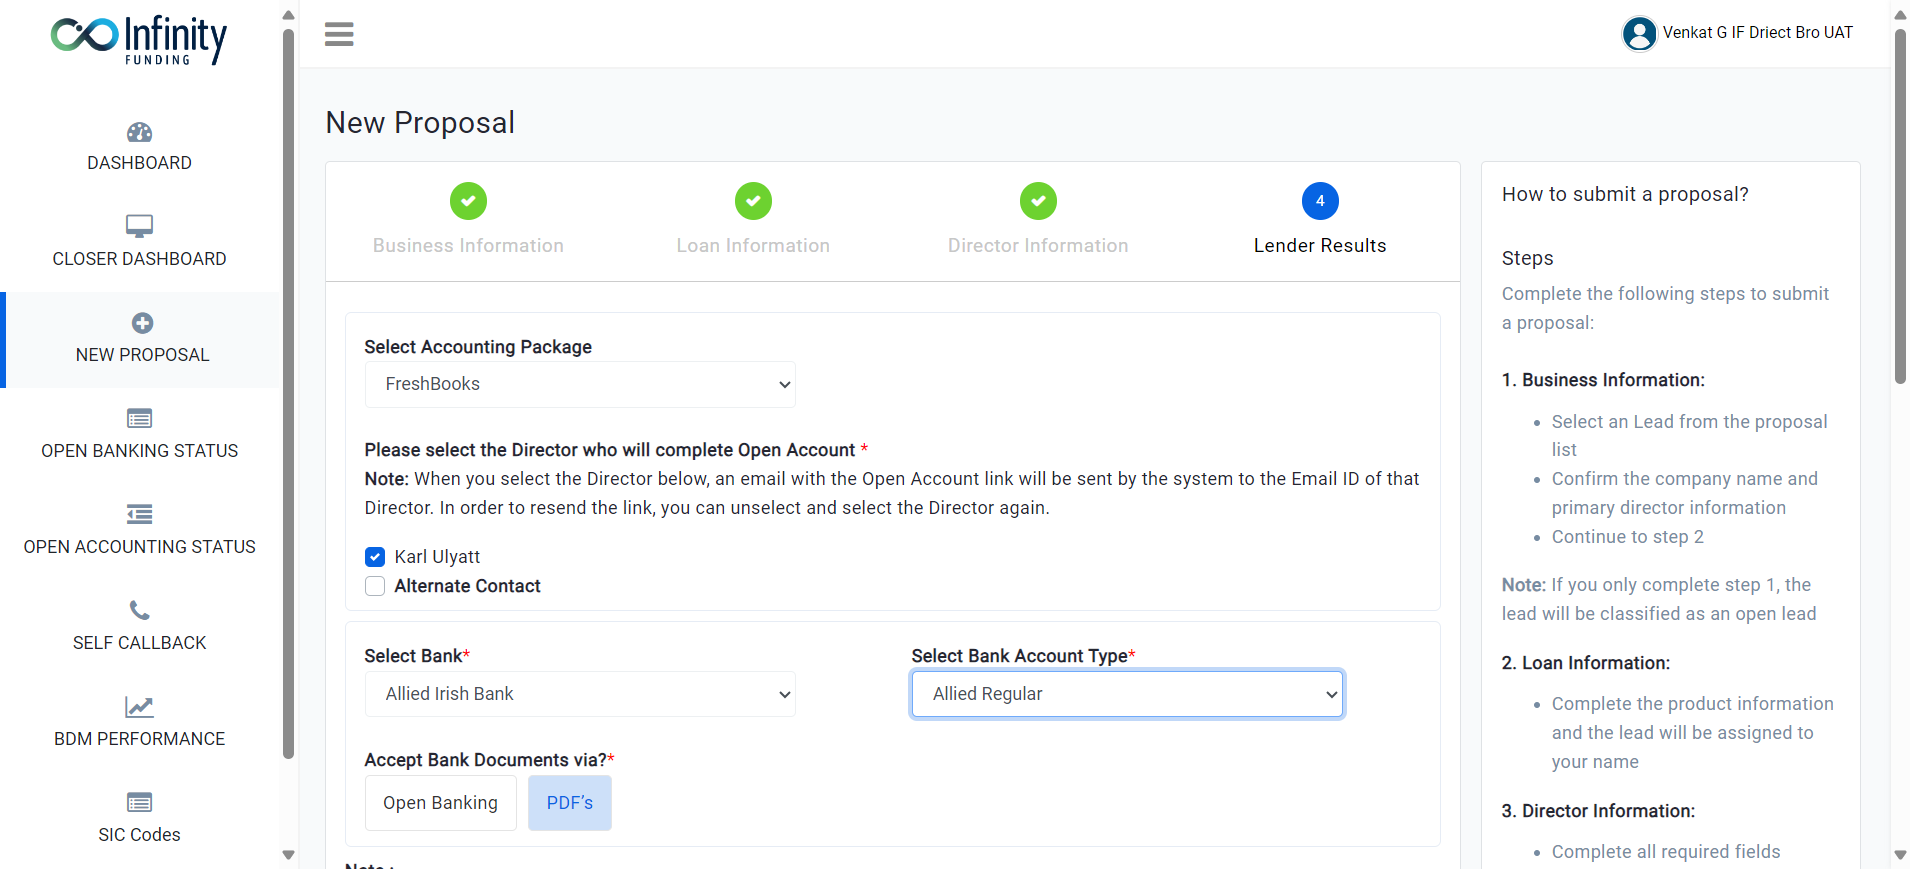 Infinity
FUNDING
Venkat G IF Driect Bro UAT
DASHBOARD
CLOSER DASHBOARD
NEW PROPOSAL
OPEN BANKING STATUS
OPEN ACCOUNTING STATUS
SELF CALLBACK
BDM PERFORMANCE
SIC Codes
New Proposal
4
Business Information
Loan Information
Director Information
Lender Results
Select Accounting Package
FreshBooks
Please select the Director who will complete Open Account *
Note: When you select the Director below, an email with the Open Account link will be sent by the system to the Email ID of that
Director. In order to resend the link, you can unselect and select the Director again.
Karl Ulyatt
Alternate Contact
Select Bank*
Allied Irish Bank
Select Bank Account Type*
Allied Regular
Accept Bank Documents via?*
Open Banking
PDF’s
Note :
How to submit a proposal?
Steps
Complete the following steps to submit
a proposal:
1. Business Information:
• Select an Lead from the proposal
list
• Confirm the company name and
primary director information
• Continue to step 2
Note: If you only complete step 1, the
lead will be classified as an open lead
2. Loan Information:
• Complete the product information
and the lead will be assigned to
your name
3. Director Information:
• Complete all required fields